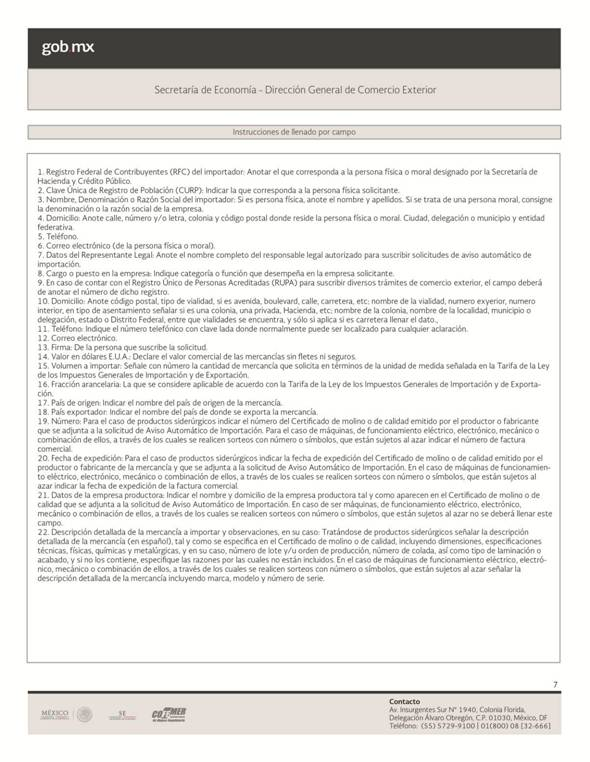 gob.mx
Secretaría de Economía - Dirección General de Comercio Exterior
Instrucciones de llenado por campo
1. Registro Federal de Contribuyentes (RFC) del importador: Anotar el que corresponda a la persona física o moral designado por la Secretaría de
Hacienda y Crédito Público.
2. Clave Única de Registro de Población (CURP): Indicar la que corresponda a la persona física solicitante.
3. Nombre, Denominación o Razón Social del importador: Si es persona física, anote el nombre y apellidos. Si se trata de una persona moral, consigne
la denominación o la razón social de la empresa.
4. Domicilio: Anote calle, número y/o letra, colonia y código postal donde reside la persona física o moral. Ciudad, delegación o municipio y entidad
federativa.
5. Teléfono.
6. Correo electrónico (de la persona física o moral).
7. Datos del Representante Legal: Anote el nombre completo del responsable legal autorizado para suscribir solicitudes de aviso automático de
importación.
8. Cargo o puesto en la empresa: Indique categoría o función que desempeña en la empresa solicitante.
9. En caso de contar con el Registro Único de Personas Acreditadas (RUPA) para suscribir diversos trámites de comercio exterior, el campo deberá
de anotar el número de dicho registro.
10. Domicilio: Anote código postal, tipo de vialidad, si es avenida, boulevard, calle, carretera, etc; nombre de la vialidad, numero exyerior, numero
interior, en tipo de asentamiento señalar si es una colonia, una privada, Hacienda, etc; nombre de la colonia, nombre de la localidad, municipio o
delegación, estado o Distrito Federal, entre que vialidades se encuentra, y sólo si aplica si es carretera llenar el dato.,
11. Teléfono: Indique el número telefónico con clave lada donde normalmente puede ser localizado para cualquier aclaración.
12. Correo electrónico.
13. Firma: De la persona que suscribe la solicitud.
14. Valor en dólares E.U.A.: Declare el valor comercial de las mercancías sin fletes ni seguros.
15. Volumen a importar: Señale con número la cantidad de mercancía que solicita en términos de la unidad de medida señalada en la Tarifa de la Ley
de los Impuestos Generales de Importación y de Exportación.
16. Fracción arancelaria: La que se considere aplicable de acuerdo con la Tarifa de la Ley de los Impuestos Generales de Importación y de Exporta-
ción.
17. País de origen: Indicar el nombre del país de origen de la mercancía.
18. País exportador: Indicar el nombre del país de donde se exporta la mercancía.
19. Número: Para el caso de productos siderúrgicos indicar el número del Certificado de molino o de calidad emitido por el productor o fabricante
que se adjunta a la solicitud de Aviso Automático de Importación. Para el caso de máquinas, de funcionamiento eléctrico, electrónico, mecánico o
combinación de ellos, a través de los cuales se realicen sorteos con número o símbolos, que están sujetos al azar indicar el número de factura
comercial.
20. Fecha de expedición: Para el caso de productos siderúrgicos indicar la fecha de expedición del Certificado de molino o de calidad emitido por el
productor o fabricante de la mercancía y que se adjunta a la solicitud de Aviso Automático de Importación. En el caso de máquinas de funcionamien-
to eléctrico, electrónico, mecánico o combinación de ellos, a través de los cuales se realicen sorteos con número o símbolos, que están sujetos al
azar indicar la fecha de expedición de la factura comercial.
21. Datos de la empresa productora: Indicar el nombre y domicilio de la empresa productora tal y como aparecen en el Certificado de molino o de
calidad que se adjunta a la solicitud de Aviso Automático de Importación. En caso de ser máquinas, de funcionamiento eléctrico, electrónico,
mecánico o combinación de ellos, a través de los cuales se realicen sorteos con número o símbolos, que están sujetos al azar no se deberá llenar este
campo.
22. Descripción detallada de la mercancía a importar y observaciones, en su caso: Tratándose de productos siderúrgicos señalar la descripción
detallada de la mercancía (en español), tal y como se especifica en el Certificado de molino o de calidad, incluyendo dimensiones, especificaciones
técnicas, físicas, químicas y metalúrgicas, y en su caso, número de lote y/u orden de producción, número de colada, así como tipo de laminación o
acabado, y si no los contiene, especifique las razones por las cuales no están incluidos. En el caso de máquinas de funcionamiento eléctrico, electró-
nico, mecánico o combinación de ellos, a través de los cuales se realicen sorteos con número o símbolos, que están sujetos al azar señalar la
descripción detallada de la mercancía incluyendo marca, modelo y número de serie.
7
MÉXICO
SE
Contacto
Av. Insurgentes Sur N° 1940, Colonia Florida,
Delegación Álvaro Obregón, C.P. 01030, México, DF
Teléfono: (55) 5729-9100 | 01(800) 08 [32-666]